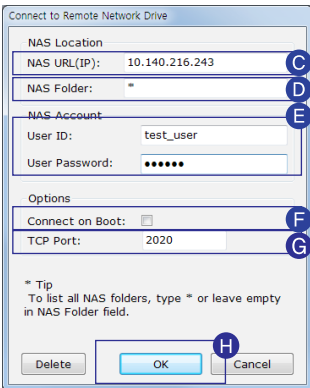 Connect to Remote Network Drive
NAS Location
NAS URL(IP): 10.140.216.243 C
NAS Folder: * D
NAS Account E
User ID: test_user
User Password: ●●●●●●
Options
Connect on Boot: F
TCP Port: 2020 G
* Tip
To list all NAS folders, type * or leave empty
in NAS Folder field.
H
Delete OK Cancel